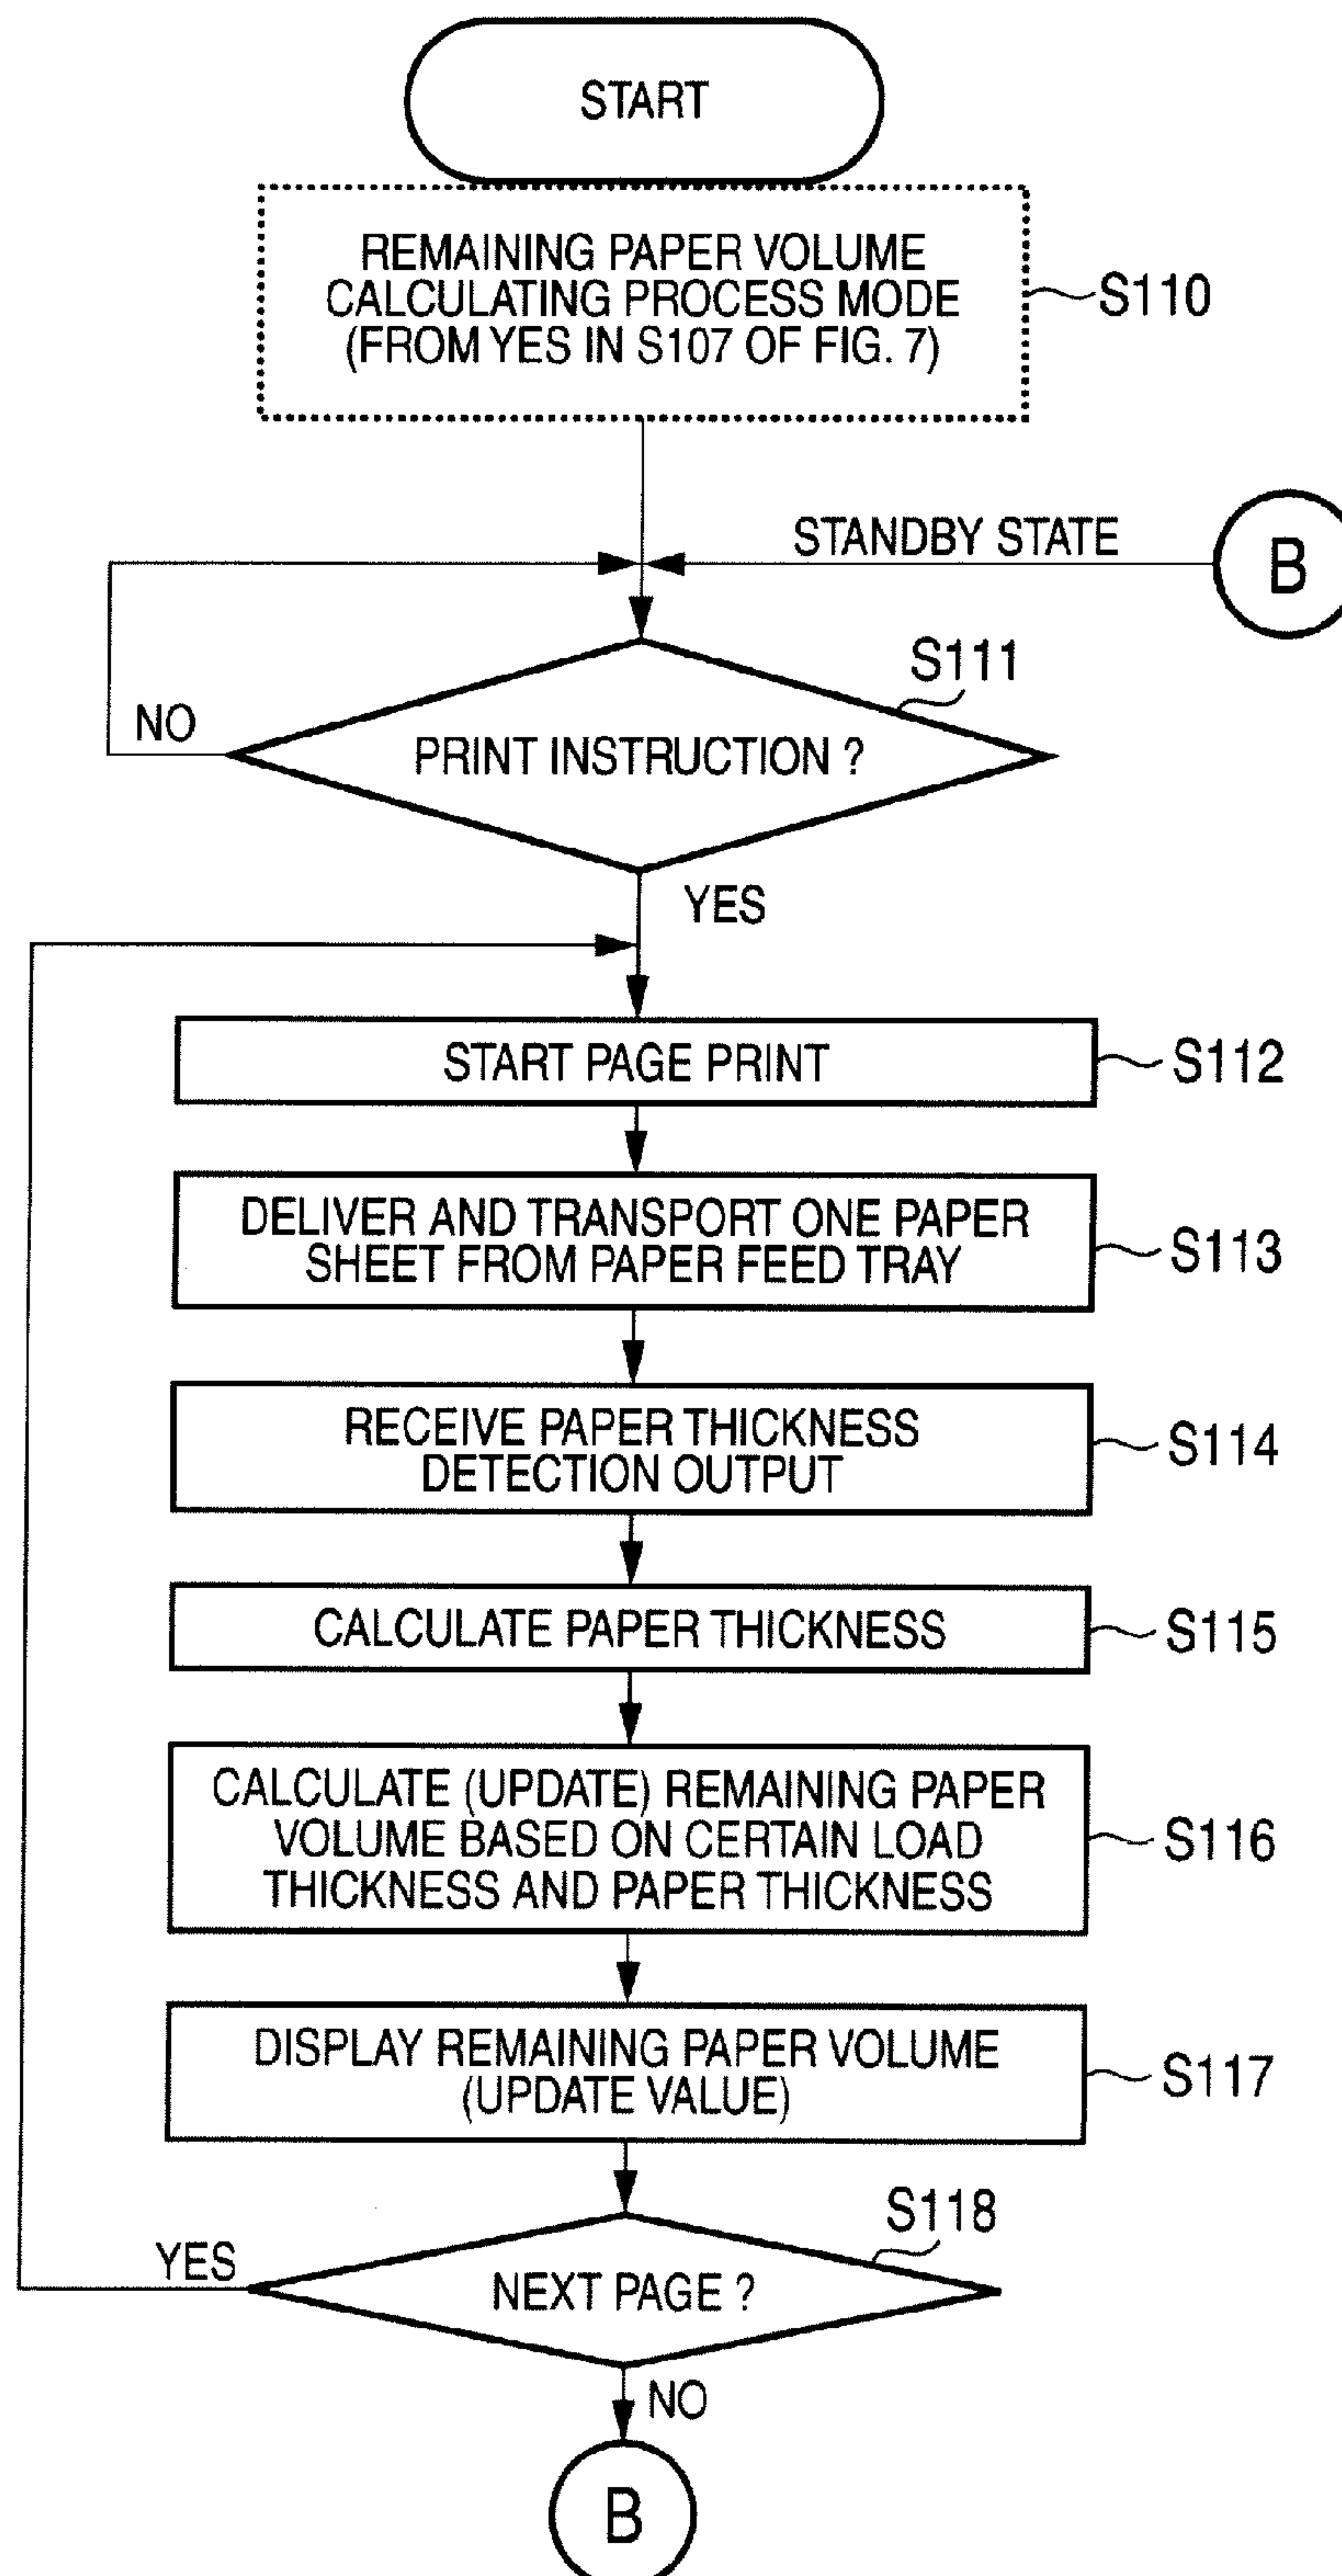 START
REMAINING PAPER VOLUME
CALCULATING PROCESS MODE
(FROM YES IN S107 OF FIG. 7)
S110
STANDBY STATE
B
S111
NO
PRINT INSTRUCTION ?
YES
START PAGE PRINT
S112
DELIVER AND TRANSPORT ONE PAPER
SHEET FROM PAPER FEED TRAY
S113
RECEIVE PAPER THICKNESS
DETECTION OUTPUT
S114
CALCULATE PAPER THICKNESS
S115
CALCULATE (UPDATE) REMAINING PAPER
VOLUME BASED ON CERTAIN LOAD
THICKNESS AND PAPER THICKNESS
S116
DISPLAY REMAINING PAPER VOLUME
(UPDATE VALUE)
S117
S118
YES
NEXT PAGE ?
NO
B